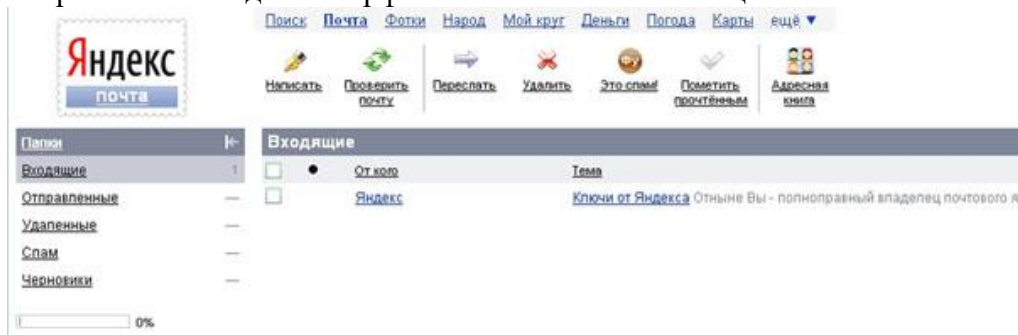 Поиск Почта Фотки Народ Мой круг Деньги Погода Карты ещё ▼
Яндекс
почта
Написать Проверить почту Переслать Удалить Это спам! Пометить прочтённым Адресная книга
Папки
Входящие 1
Отправленные —
Удаленные —
Спам —
Черновики —
0%
Входящие
От кого Тема
Яндекс Ключи от Яндекса Отныне Вы - полноправный владелец почтового